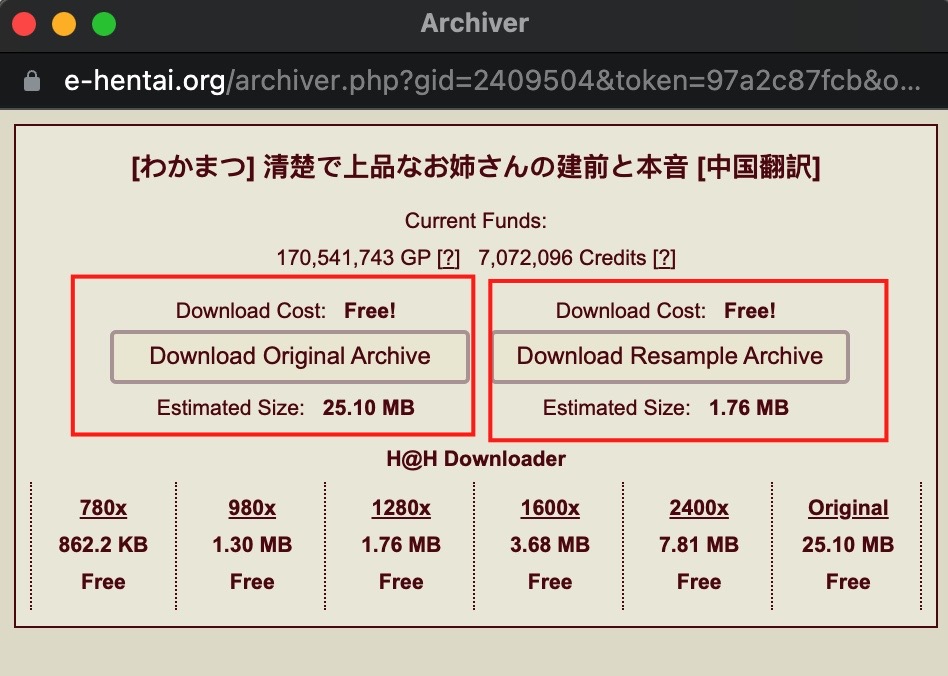 Archiver
e-hentai.org/archiver.php?gid=2409504&token=97a2c87fcb&o...
[わかまつ] 清楚で上品なお姉さんの建前と本音 [中国翻訳]
Current Funds:
170,541,743 GP [?] 7,072,096 Credits [?]
Download Cost: Free!
Download Original Archive
Estimated Size: 25.10 MB
Download Cost: Free!
Download Resample Archive
Estimated Size: 1.76 MB
H@H Downloader
780x 980x 1280x 1600x 2400x Original
862.2 KB 1.30 MB 1.76 MB 3.68 MB 7.81 MB 25.10 MB
Free Free Free Free Free Free